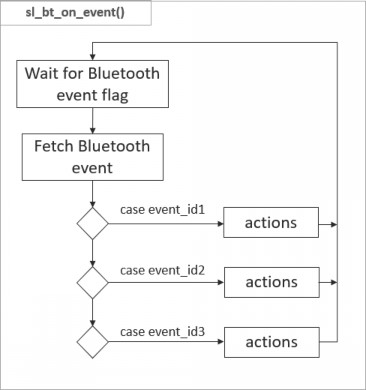 sl_bt_on_event()
Wait for Bluetooth
event flag
Fetch Bluetooth
event
case event_id1
actions
case event_id2
actions
case event_id3
actions